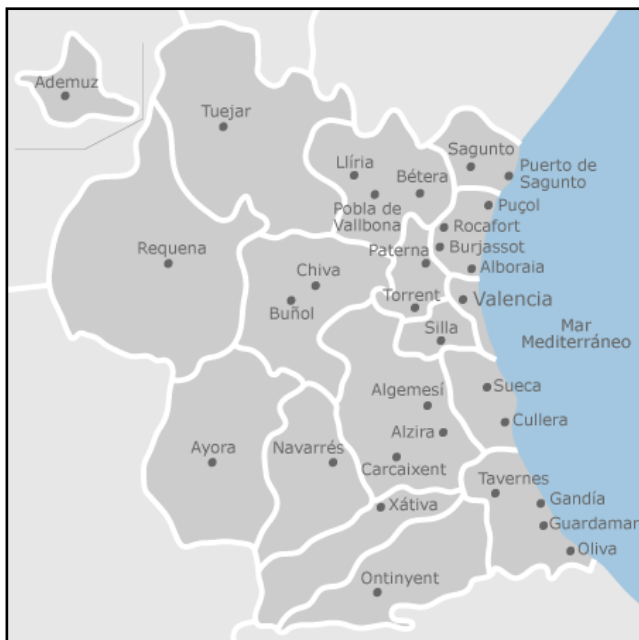 Ademuz
Tuejar
Sagunto
Llíria
Bétera
Puerto de
Sagunto
Pobla de
Vallbona
Puçol
Rocafort
Requena
Paterna
Burjassot
Alboraia
Chiva
Buñol
Torrent
Valencia
Silla
Mar
Mediterráneo
Algemesí
Sueca
Cullera
Ayora
Navarrés
Alzira
Carcaixent
Tavernes
Gandía
Xátiva
Guardamar
Oliva
Ontinyent